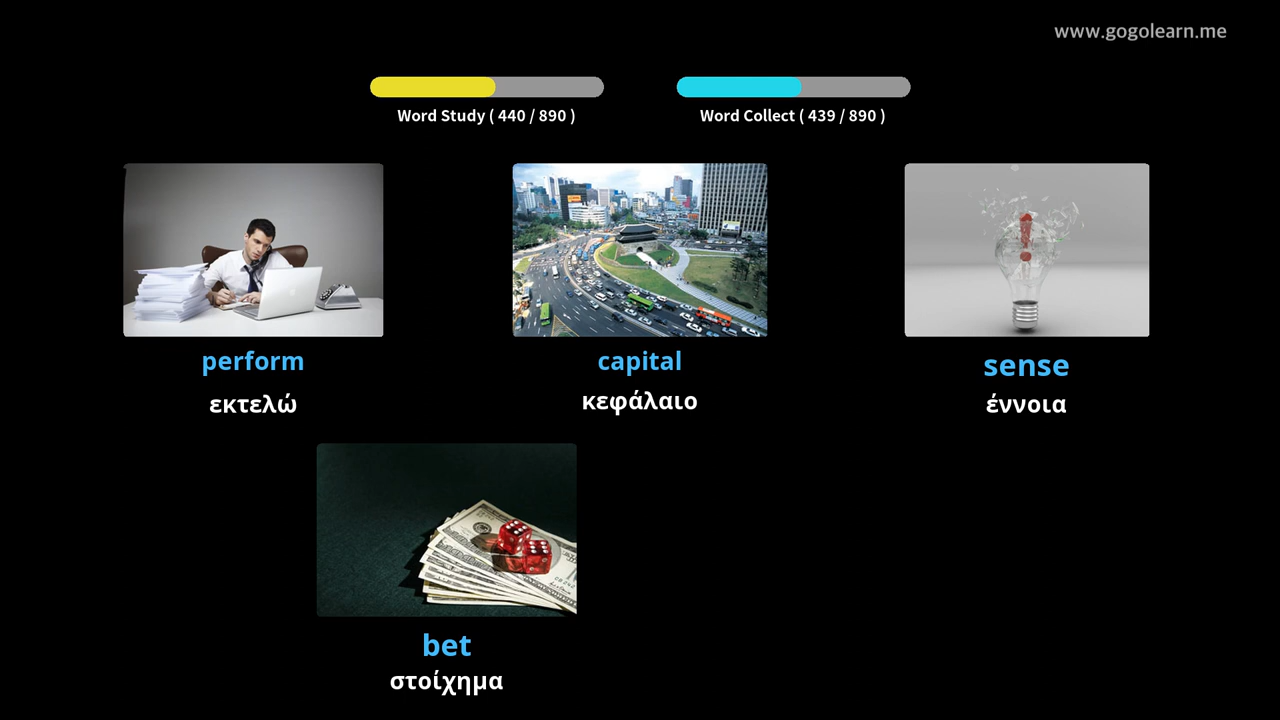 www.gogolearn.me
Word Study ( 440 / 890 )
Word Collect ( 439 / 890 )
perform
εκτελώ
capital
κεφάλαιο
sense
έννοια
bet
στοίχημα